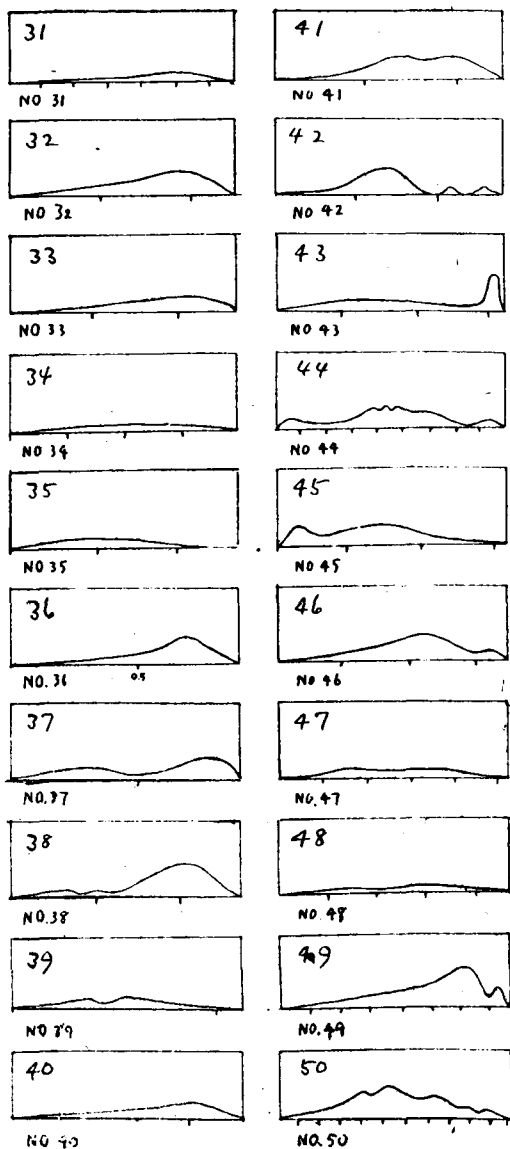 31
NO 31
32
NO 32
33
NO 33
34
NO 34
35
NO 35
36
NO. 36
0.5
37
NO. 37
38
NO. 38
39
NO 39
40
NO 40
41
NO 41
42
NO 42
43
NO 43
44
NO 44
45
NO 45
46
NO 46
47
NO. 47
48
NO. 48
49
NO. 49
50
NO. 50